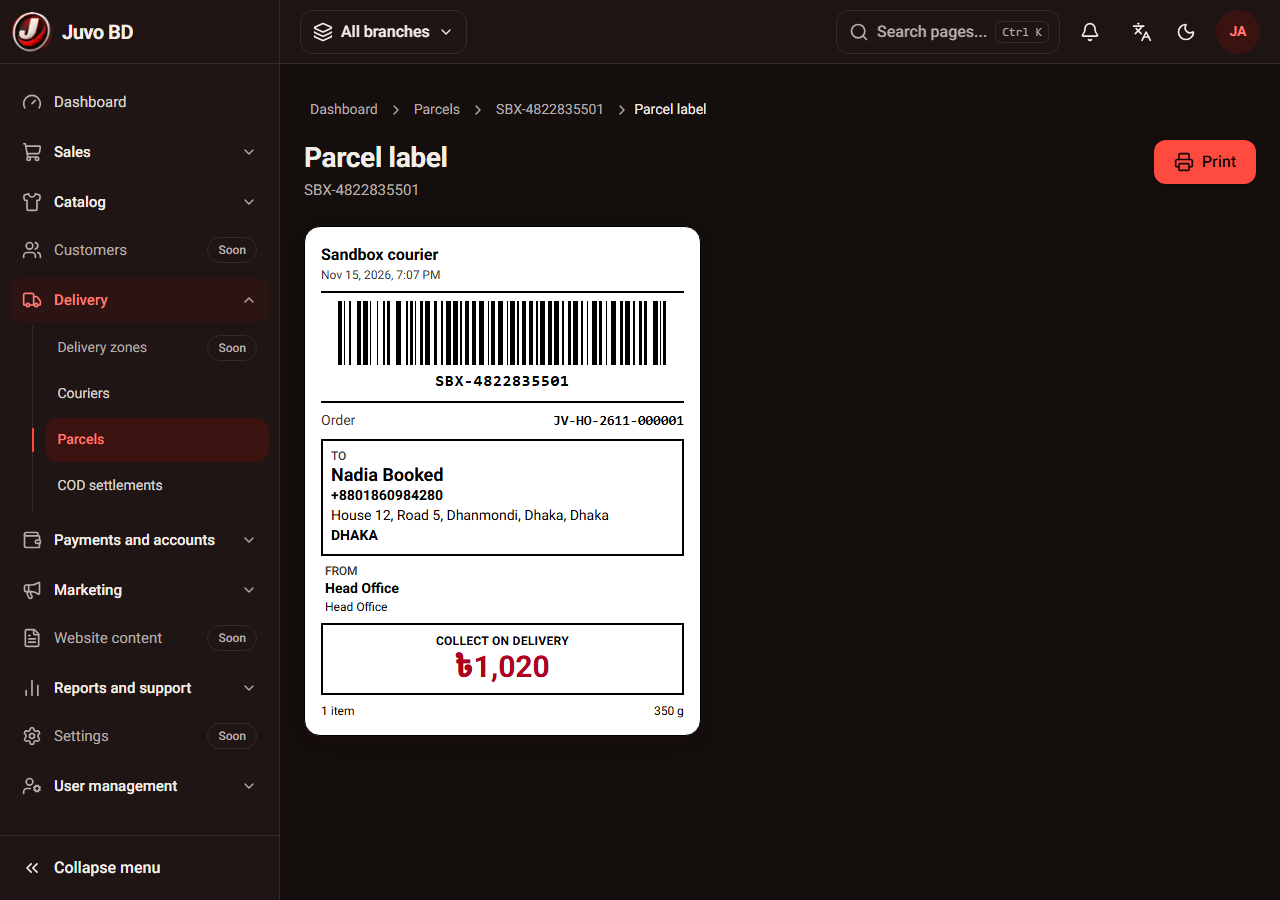 Juvo BD
All branches
Search pages... Ctrl K
JA
Dashboard
Sales
Catalog
Customers Soon
Delivery
Delivery zones Soon
Couriers
Parcels
COD settlements
Payments and accounts
Marketing
Website content Soon
Reports and support
Settings Soon
User management
Collapse menu
Dashboard > Parcels > SBX-4822835501 > Parcel label
Parcel label
SBX-4822835501
Print
Sandbox courier
Nov 15, 2026, 7:07 PM
SBX-4822835501
Order JV-HO-2611-000001
TO
Nadia Booked
+8801860984280
House 12, Road 5, Dhanmondi, Dhaka, Dhaka
DHAKA
FROM
Head Office
Head Office
COLLECT ON DELIVERY
৳1,020
1 item 350 g